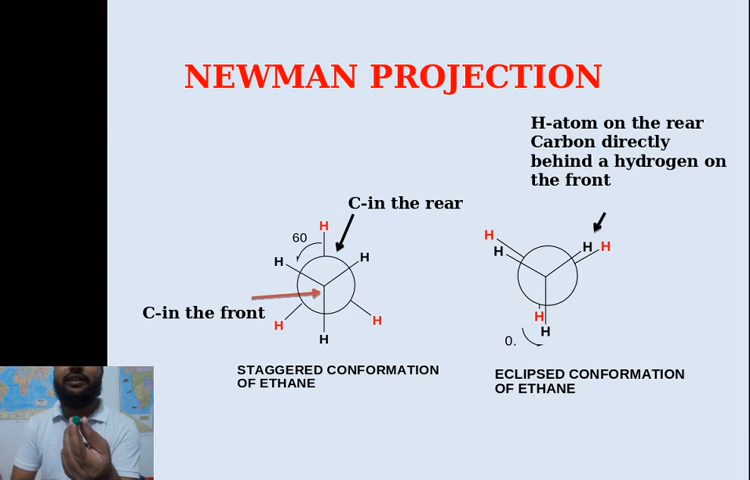 NEWMAN PROJECTION
H-atom on the rear
Carbon directly
behind a hydrogen on
the front
C-in the rear
H
60
H
H
C-in the front
H
H
H
STAGGERED CONFORMATION
OF ETHANE
H
H
H H
H
H
0.
ECLIPSED CONFORMATION
OF ETHANE